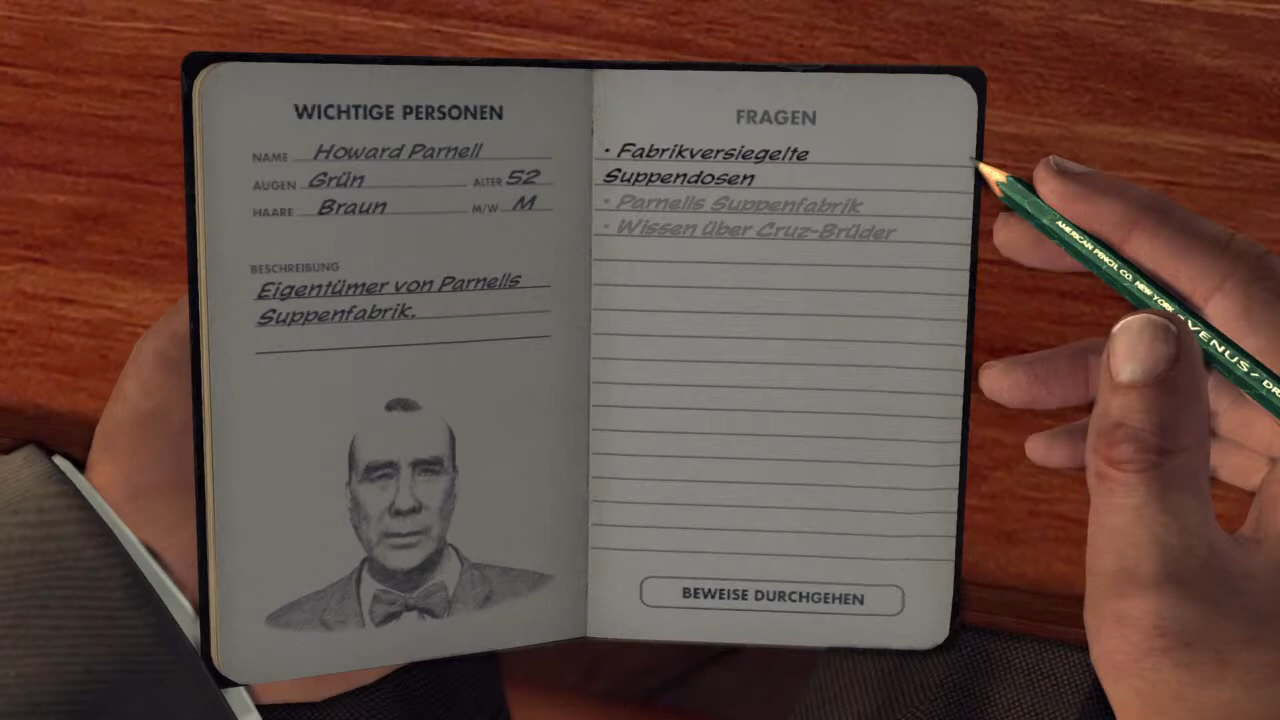 WICHTIGE PERSONEN
NAME Howard Parnell
AUGEN Grün ALTER 52
HAARE Braun M/W M
BESCHREIBUNG
Eigentümer von Parnells
Suppenfabrik.
FRAGEN
• Fabrikversiegelte
Suppendosen
• Parnells Suppenfabrik
• Wissen über Cruz-Brüder
BEWEISE DURCHGEHEN
AMERICAN PENCIL CO. NEW YORK VENUS / DR